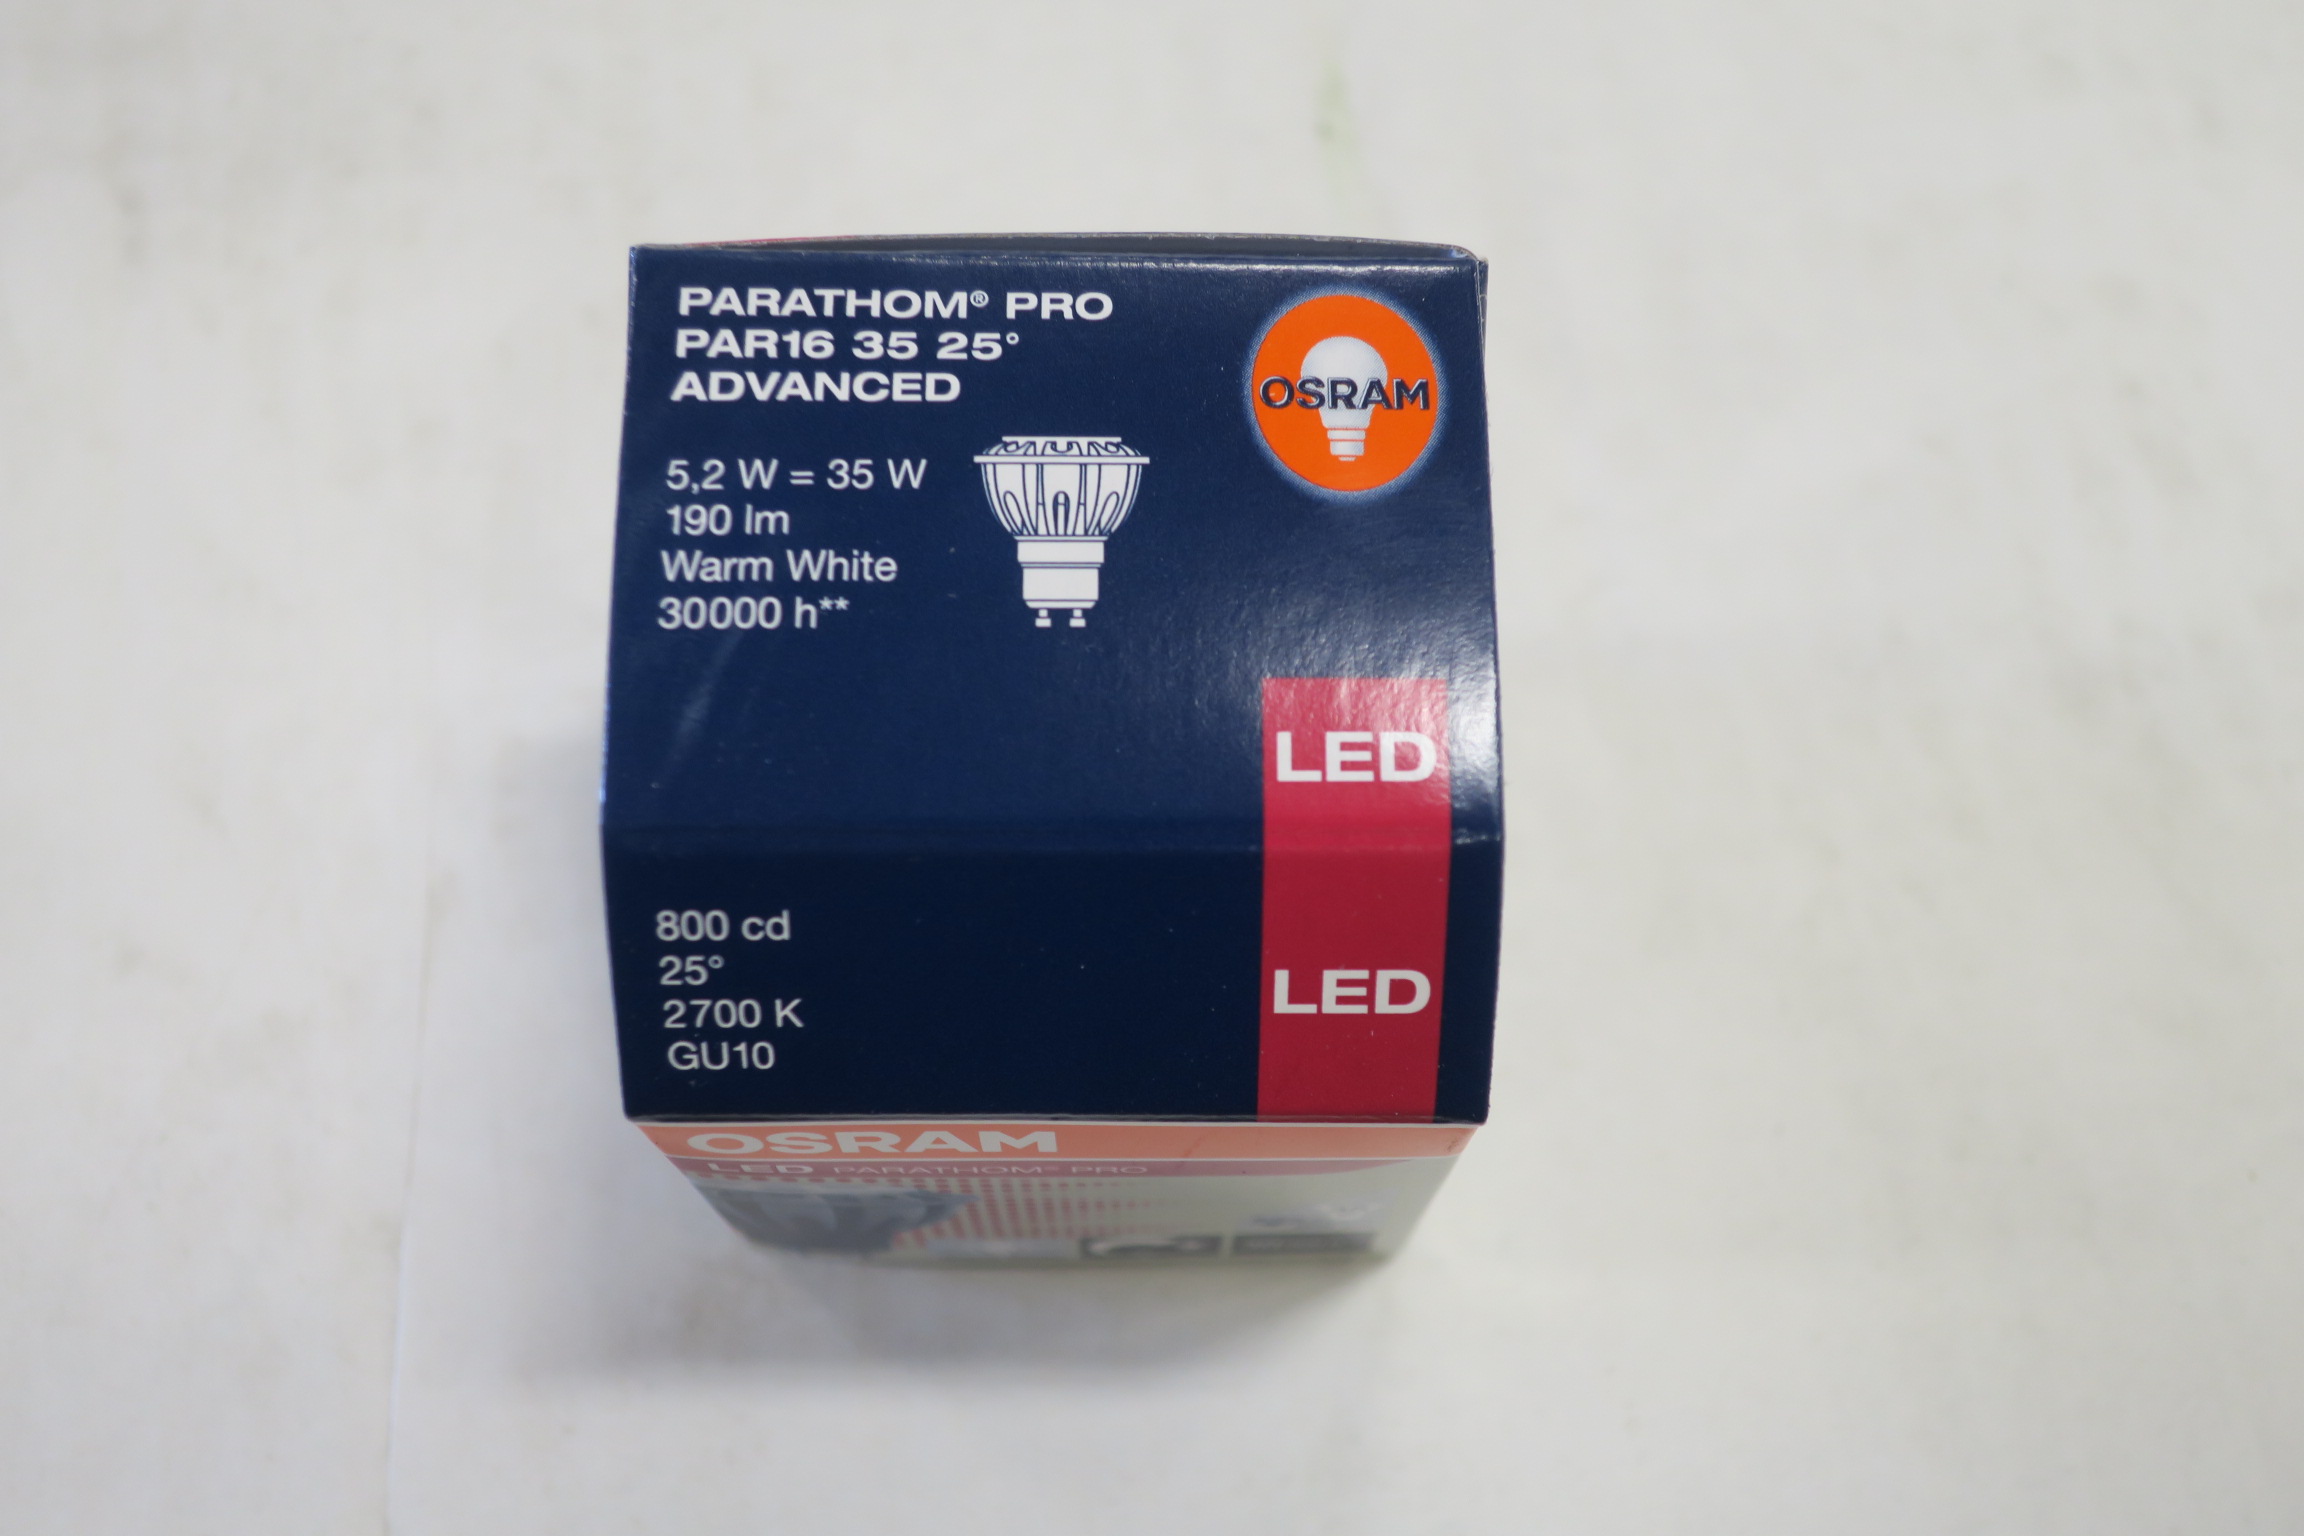 PARATHOM® PRO
PAR16 35 25°
ADVANCED
OSRAM
5,2 W = 35 W
190 lm
Warm White
30000 h**
LED
800 cd
25°
2700 K
GU10
LED
OSRAM
LED PARATHOM® PRO